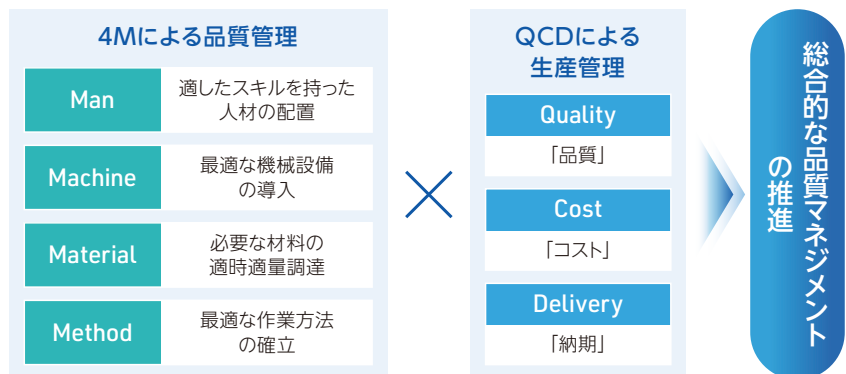 4Mによる品質管理
Man
適したスキルを持った
人材の配置
Machine
最適な機械設備
の導入
Material
必要な材料の
適時適量調達
Method
最適な作業方法
の確立
QCDによる
生産管理
Quality
「品質」
Cost
「コスト」
Delivery
「納期」
総合的な品質マネジメント
の推進